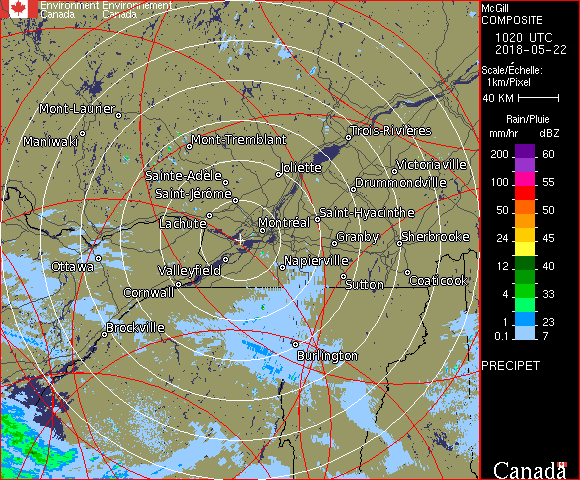 Environment Environnement
Canada Canada
McGill
COMPOSITE
1020 UTC
2018-05-22
Scale/Échelle:
1km/Pixel
40 KM
Rain/Pluie
mm/hr dBZ
200 60
100 55
50 50
24 45
12 40
4 33
1 23
0.1 7
PRECIPET
Canada
Mont-Laurier
Maniwaki
Mont-Tremblant
Trois-Rivières
Sainte-Adèle
Joliette
Victoriaville
Saint-Jérôme
Drummondville
Lachute
Montréal
Saint-Hyacinthe
Granby
Sherbrooke
Ottawa
Valleyfield
Napierville
Cornwall
Sutton
Coaticook
Brockville
Burlington